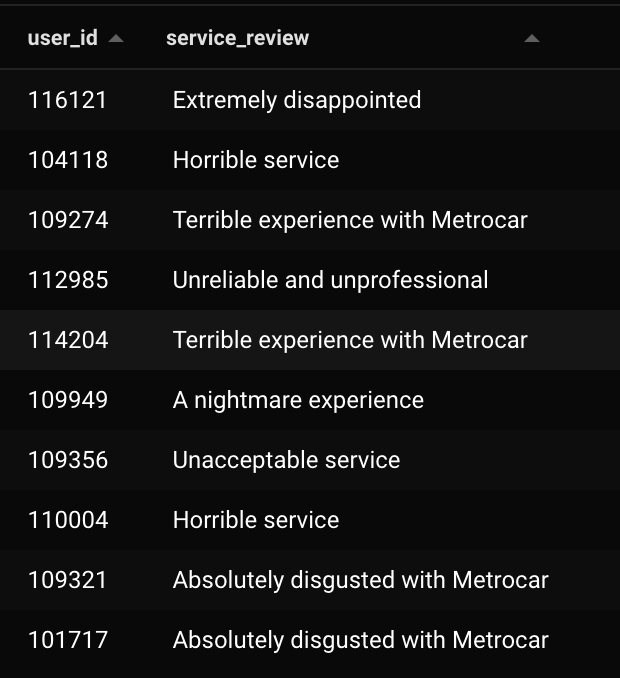 user_id service_review
116121 Extremely disappointed
104118 Horrible service
109274 Terrible experience with Metrocar
112985 Unreliable and unprofessional
114204 Terrible experience with Metrocar
109949 A nightmare experience
109356 Unacceptable service
110004 Horrible service
109321 Absolutely disgusted with Metrocar
101717 Absolutely disgusted with Metrocar